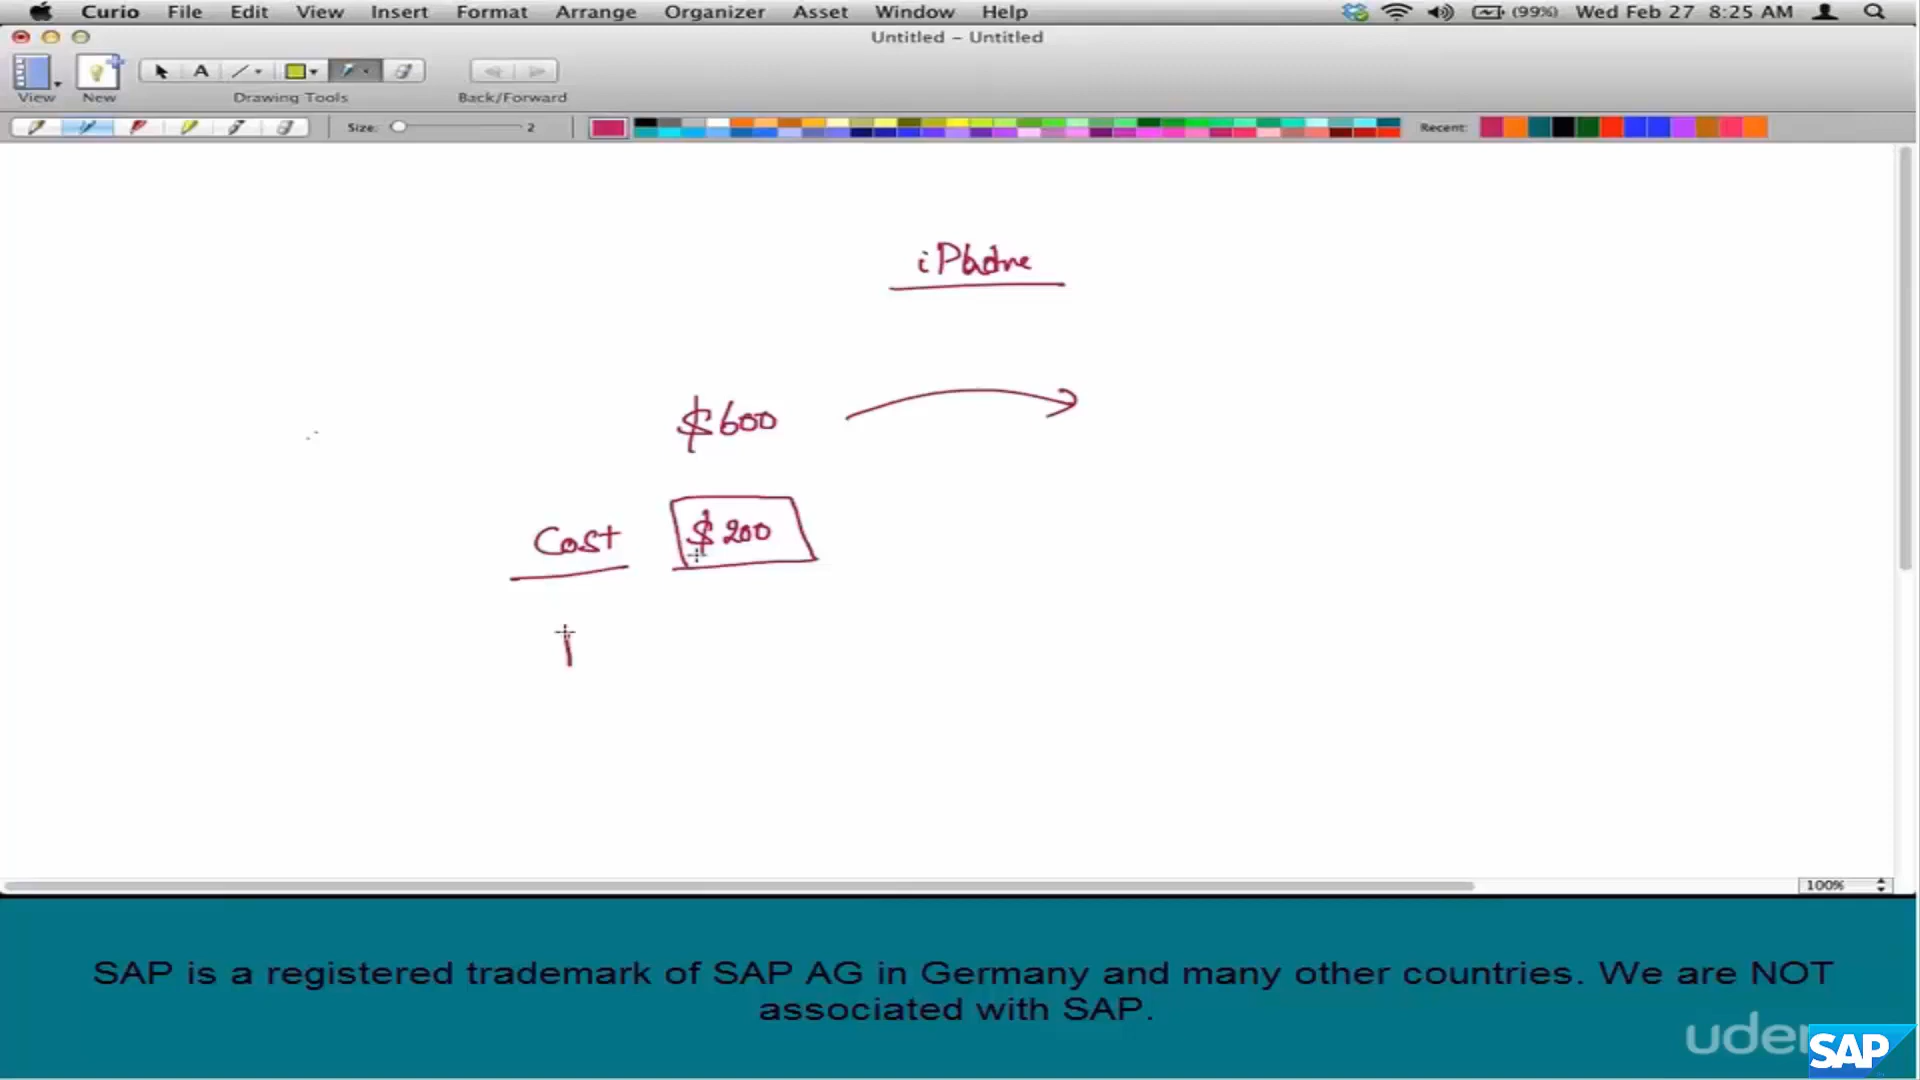 Curio File Edit View Insert Format Arrange Organizer Asset Window Help (99%) Wed Feb 27 8:25 AM
Untitled – Untitled
View New Drawing Tools Back/Forward
Size: 2 Recent:
iPhone
$600
Cost $200
100%
SAP is a registered trademark of SAP AG in Germany and many other countries. We are NOT
associated with SAP.
SAP